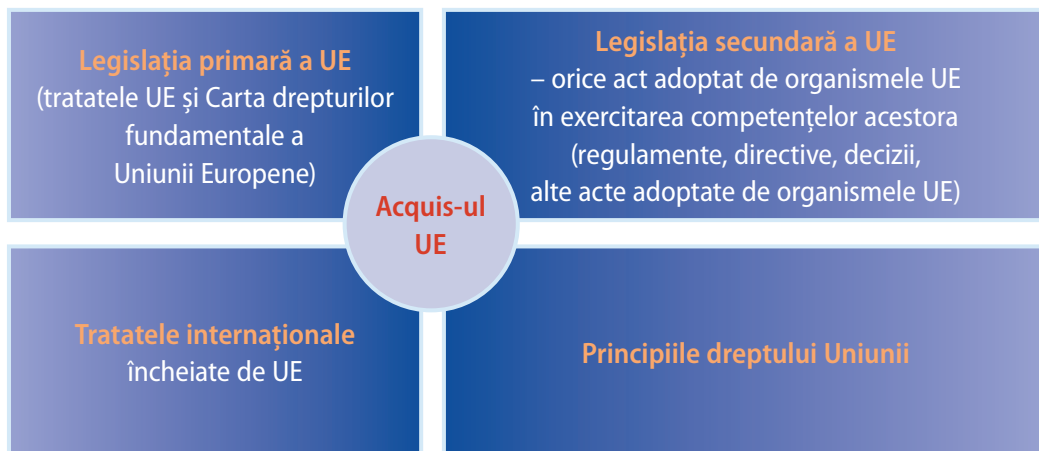 Legislația primară a UE
(tratatele UE și Carta drepturilor
fundamentale a
Uniunii Europene)
Legislația secundară a UE
– orice act adoptat de organismele UE
în exercitarea competențelor acestora
(regulamente, directive, decizii,
alte acte adoptate de organismele UE)
Acquis-ul
UE
Tratatele internaționale
încheiate de UE
Principiile dreptului Uniunii